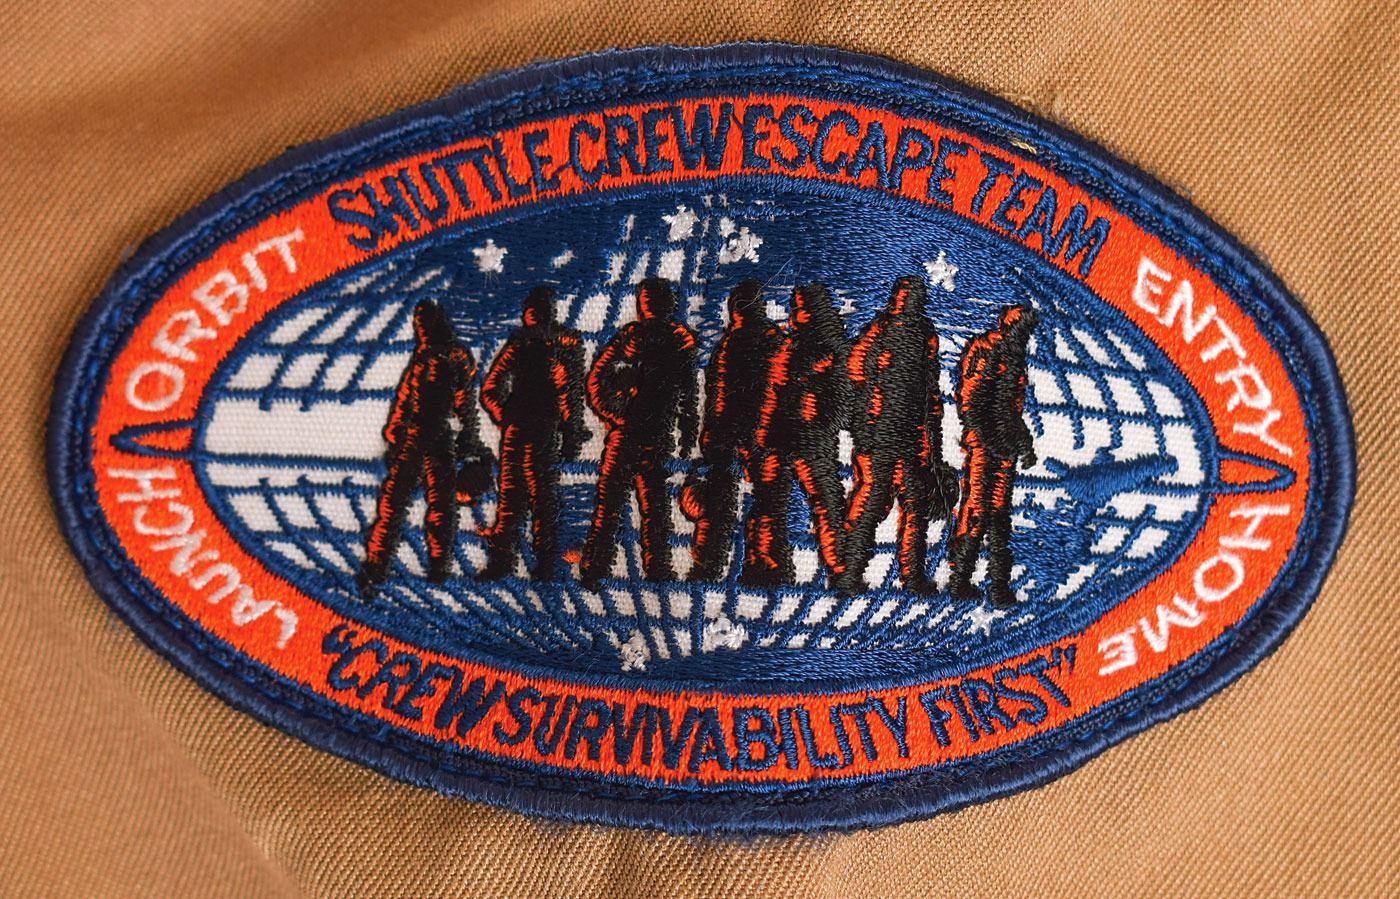 SHUTTLE CREW ESCAPE TEAM
LAUNCH
ORBIT
ENTRY
HOME
"CREW SURVIVABILITY FIRST"